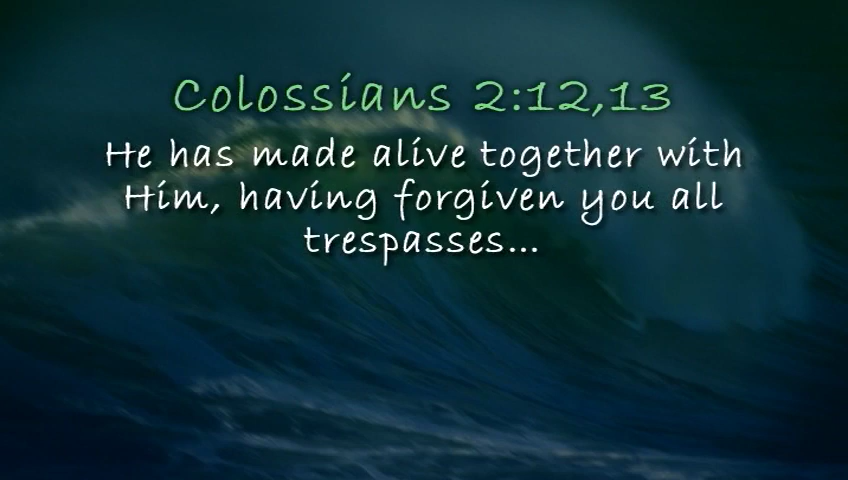 Colossians 2:12,13
He has made alive together with
Him, having forgiven you all
trespasses...